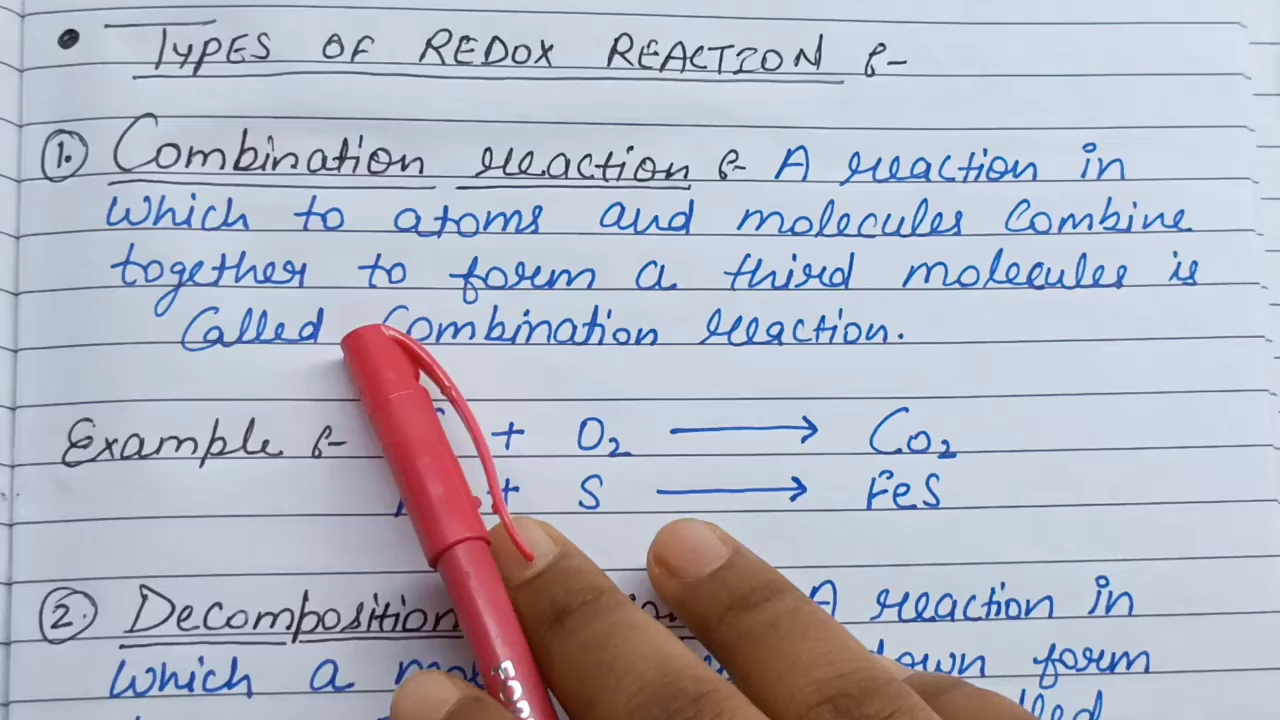 • TYPES OF REDOX REACTION :-
1. Combination reaction :- A reaction in
which to atoms and molecules combine
together to form a third molecules is
Called Combination reaction.
Example :- + O₂ ⟶ Co₂
+ S ⟶ FeS
2. Decomposition A reaction in
which a form